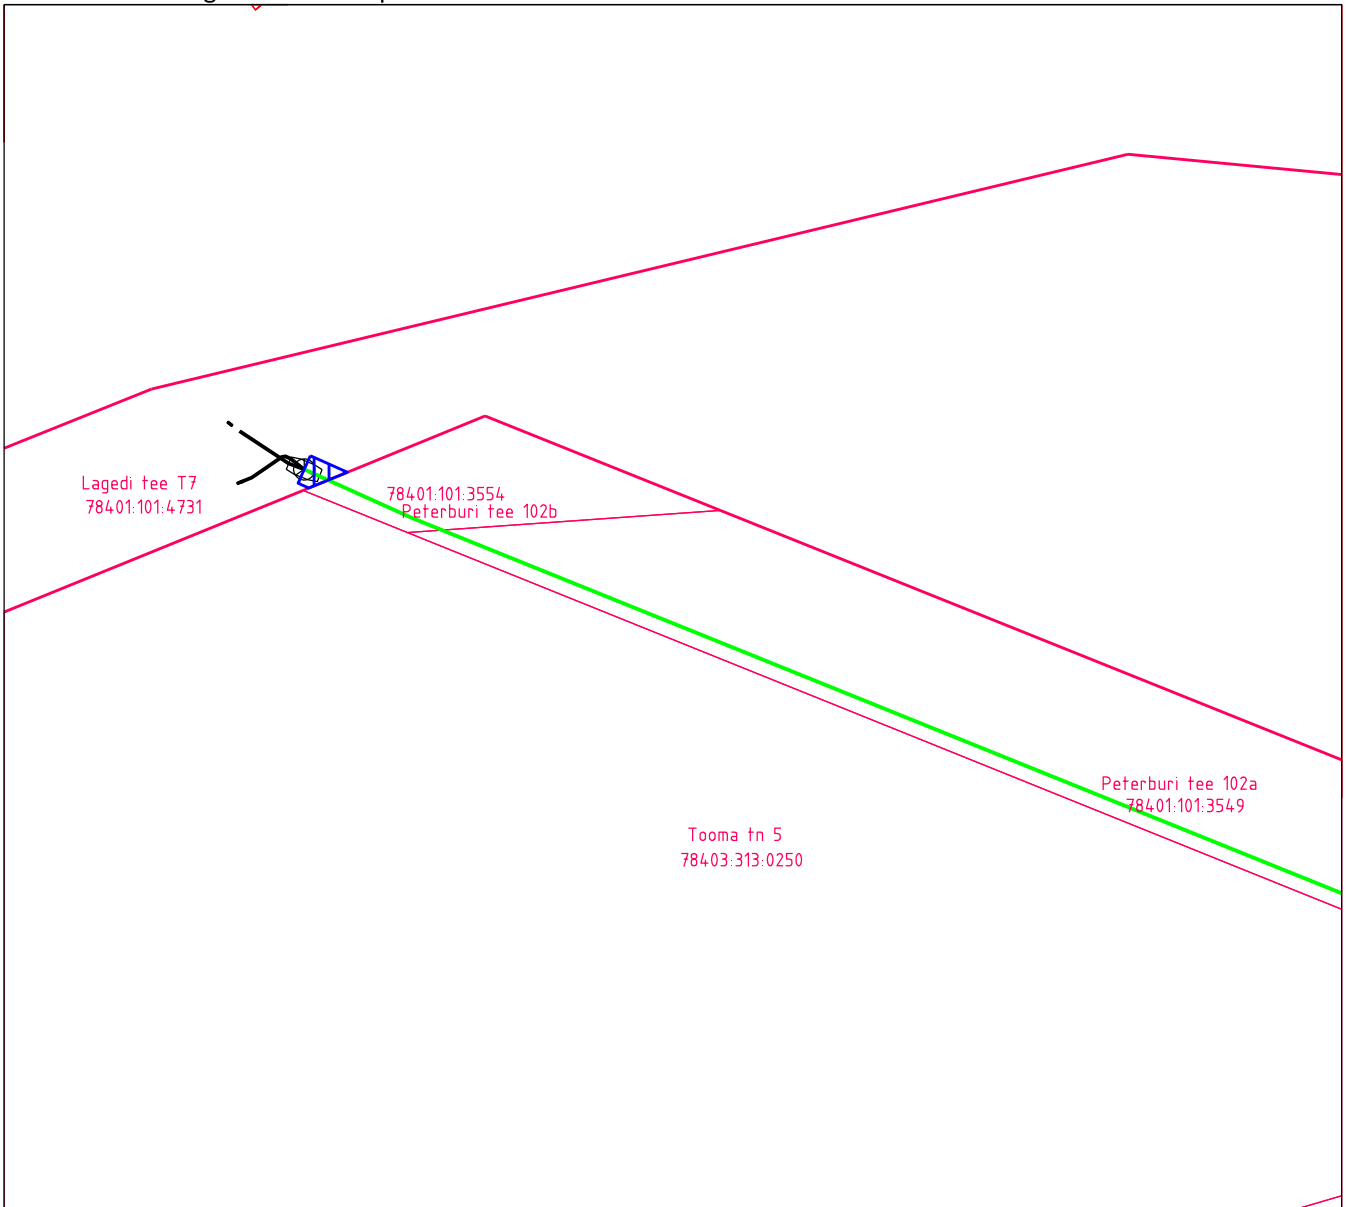 Lagedi tee T7
78401:101:4731
78401:101:3554
Peterburi tee 102b
Peterburi tee 102a
78401:101:3549
Tooma tn 5
78403:313:0250